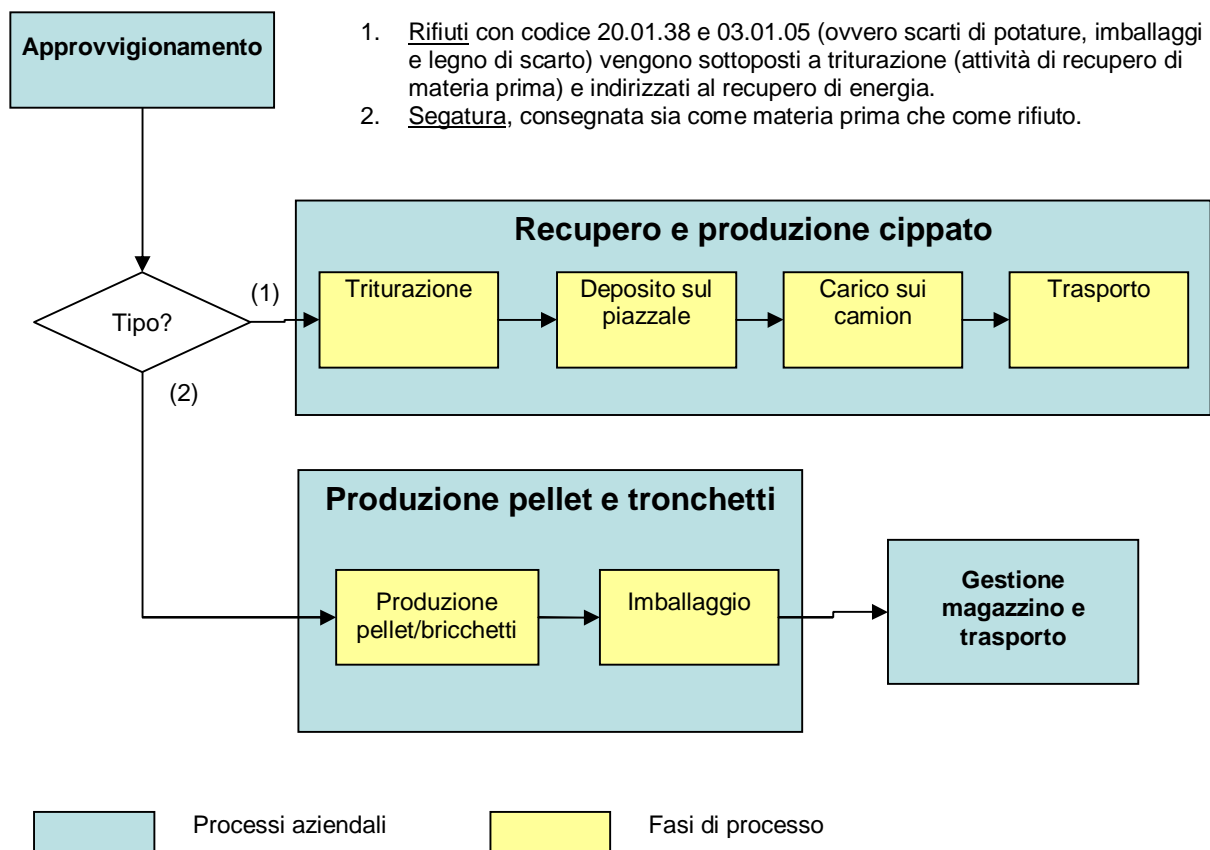 Approvvigionamento
1. Rifiuti con codice 20.01.38 e 03.01.05 (ovvero scarti di potature, imballaggi
e legno di scarto) vengono sottoposti a triturazione (attività di recupero di
materia prima) e indirizzati al recupero di energia.
2. Segatura, consegnata sia come materia prima che come rifiuto.
Recupero e produzione cippato
Tipo?
(1)
(2)
Triturazione
Deposito sul
piazzale
Carico sui
camion
Trasporto
Produzione pellet e tronchetti
Produzione
pellet/bricchetti
Imballaggio
Gestione
magazzino e
trasporto
Processi aziendali
Fasi di processo